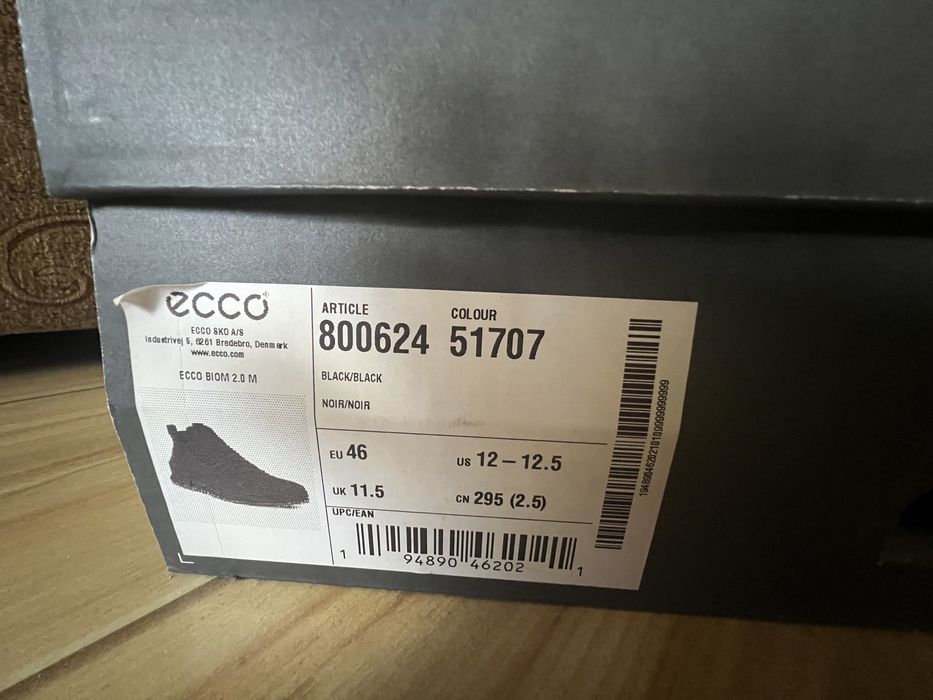 ecco
ECCO SKO A/S
Industrivej 5, 6261 Bredebro, Denmark
www.ecco.com
ECCO BIOM 2.0 M
ARTICLE COLOUR
800624 51707
BLACK/BLACK
NOIR/NOIR
EU 46 US 12 – 12.5
UK 11.5 CN 295 (2.5)
UPC/EAN
1 94890 46202 1